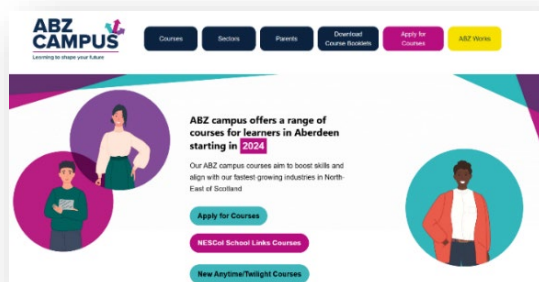 ABZ
CAMPUS
Learning to shape your future
Courses
Sectors
Parents
Download
Course Booklets
Apply for
Courses
ABZ Works
ABZ campus offers a range of
courses for learners in Aberdeen
starting in 2024
Our ABZ campus courses aim to boost skills and
align with our fastest growing industries in North-
East of Scotland
Apply for Courses
NESCol School Links Courses
New Anytime/Twilight Courses